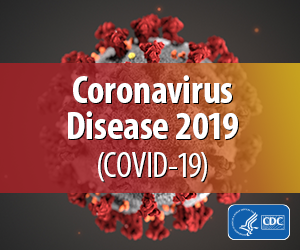 Coronavirus
Disease 2019
(COVID-19)
CDC